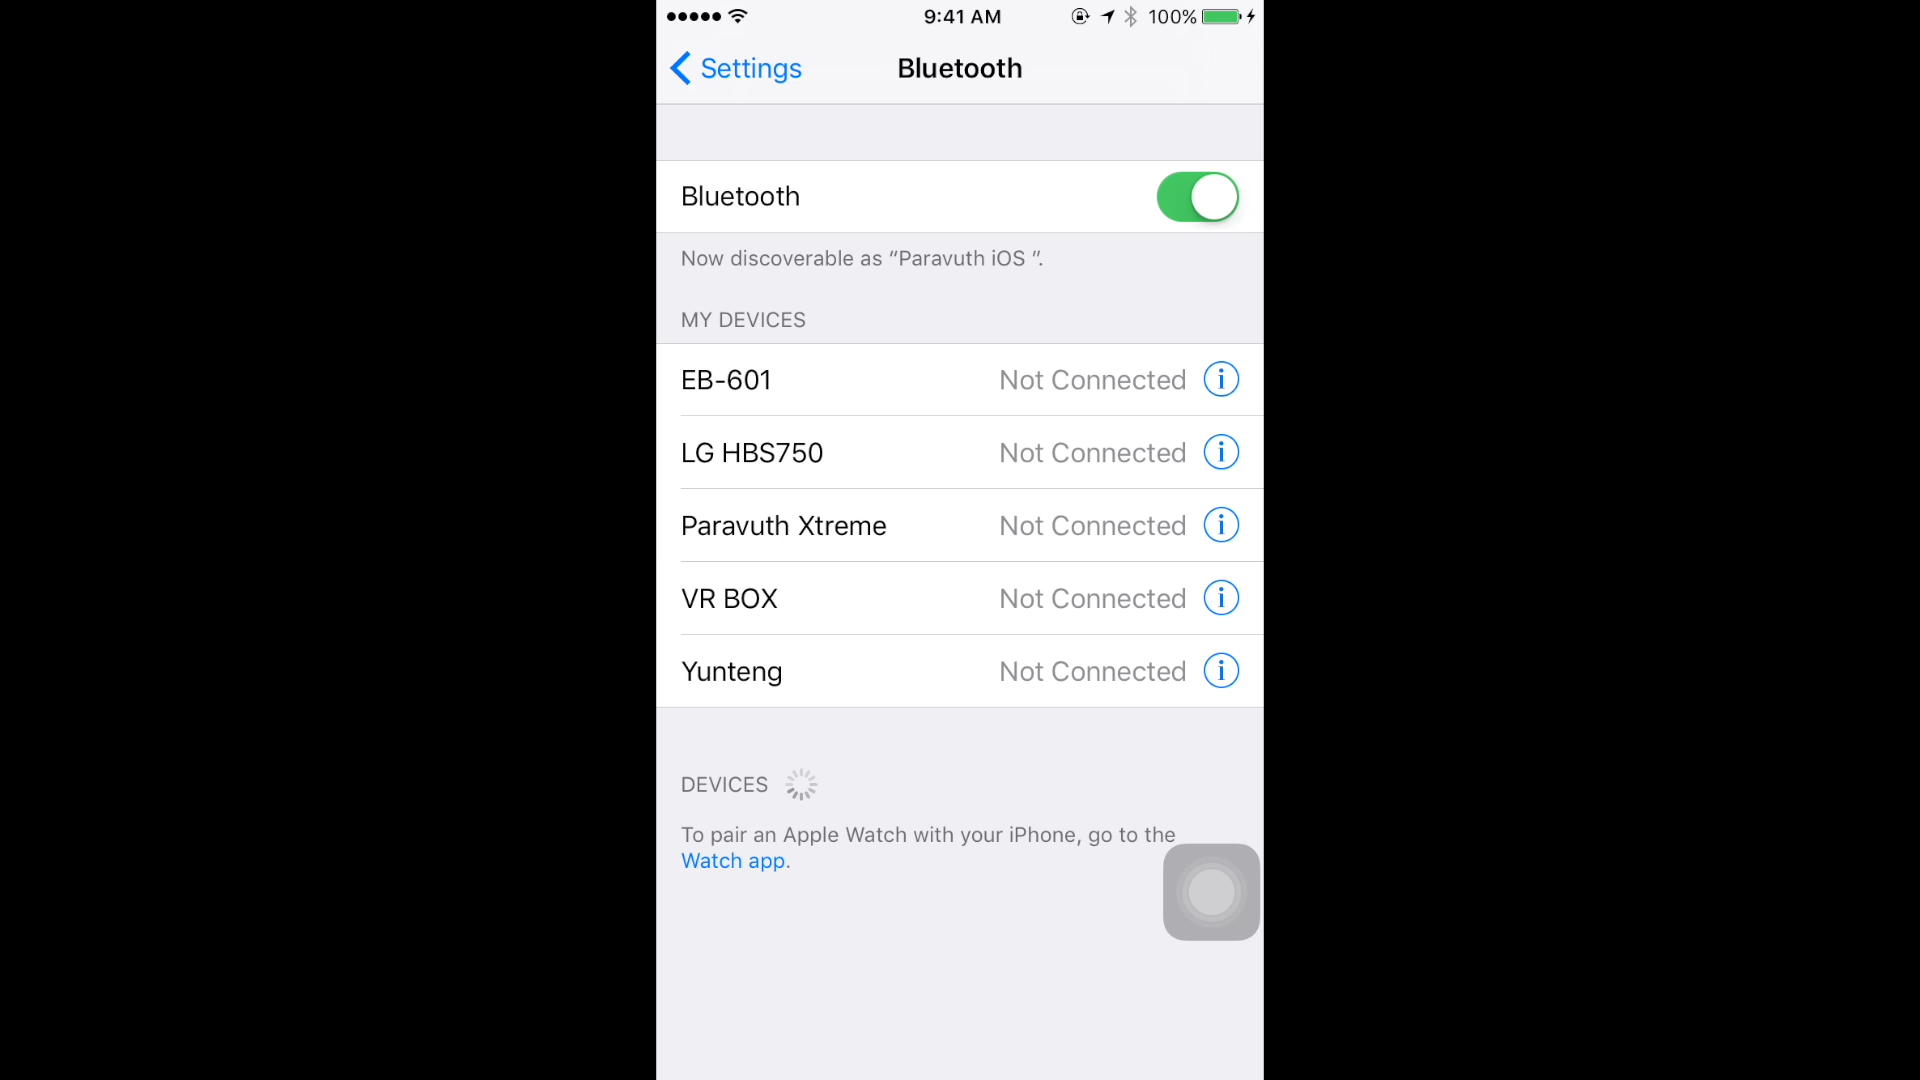 9:41 AM 100%
Settings Bluetooth
Bluetooth
Now discoverable as “Paravuth iOS ”.
MY DEVICES
EB-601 Not Connected
LG HBS750 Not Connected
Paravuth Xtreme Not Connected
VR BOX Not Connected
Yunteng Not Connected
DEVICES
To pair an Apple Watch with your iPhone, go to the
Watch app.